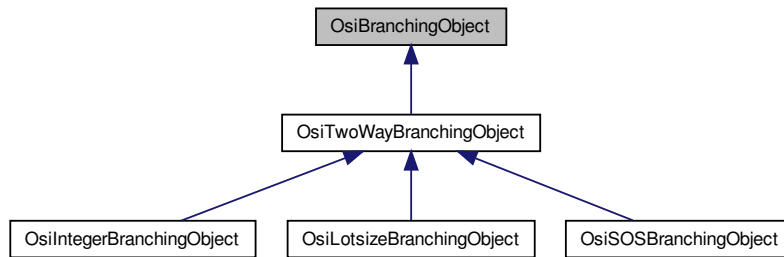 OsiBranchingObject
OsiTwoWayBranchingObject
OsiIntegerBranchingObject
OsiLotsizeBranchingObject
OsiSOSBranchingObject